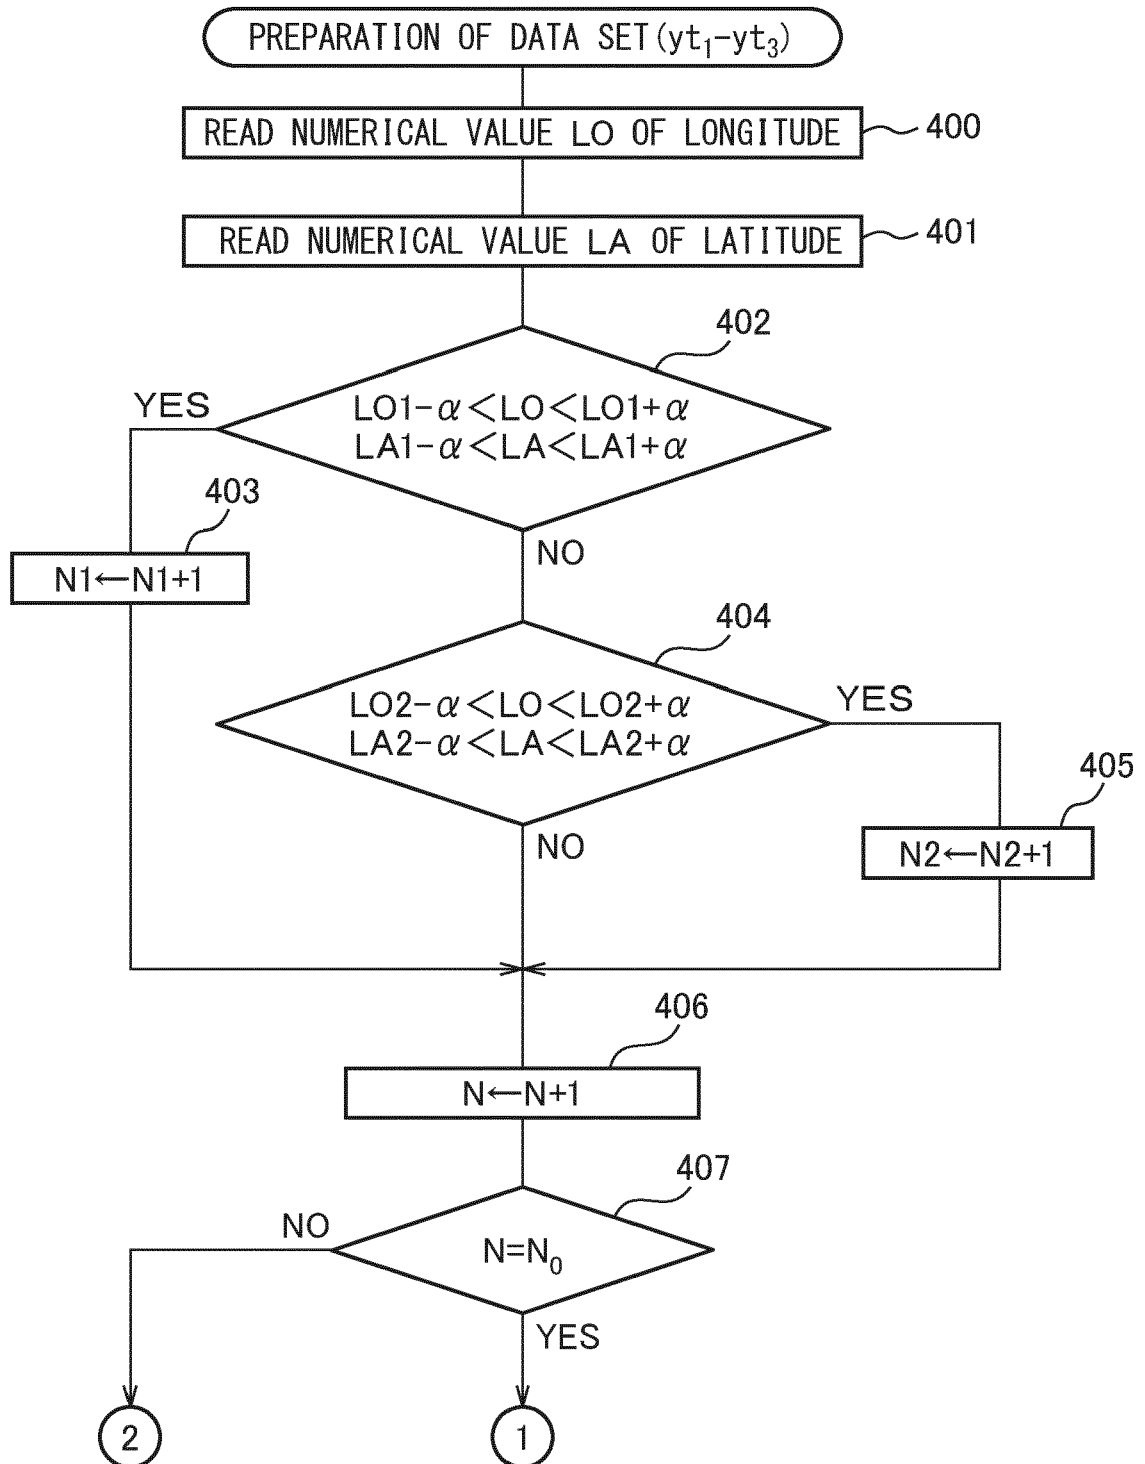 PREPARATION OF DATA SET(yt₁-yt₃)
READ NUMERICAL VALUE LO OF LONGITUDE
400
READ NUMERICAL VALUE LA OF LATITUDE
401
402
YES
LO1-α<LO<LO1+α
LA1-α<LA<LA1+α
403
NO
N1←N1+1
404
YES
LO2-α<LO<LO2+α
LA2-α<LA<LA2+α
405
NO
N2←N2+1
406
N←N+1
407
NO
N=N₀
YES
2
1